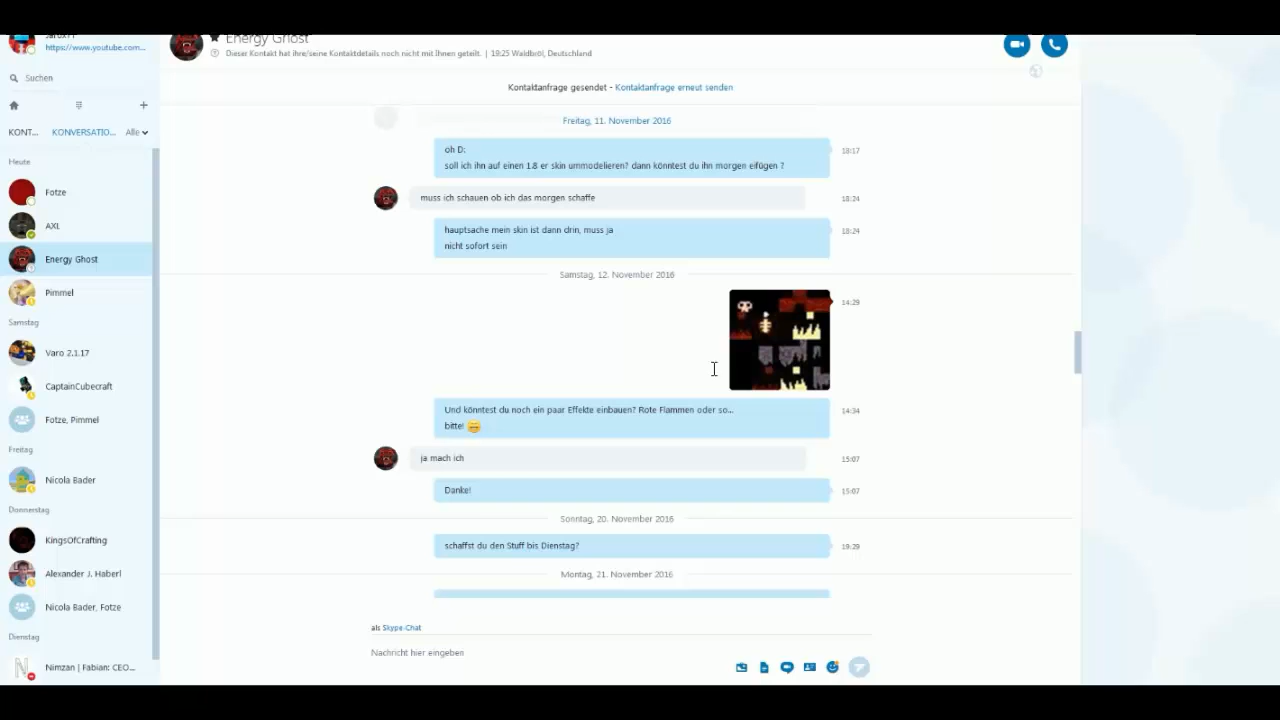 https://www.youtube.com...
Energy Ghost
Dieser Kontakt hat ihre/seine Kontaktdetails noch nicht mit Ihnen geteilt. | 19:25 Waldbröl, Deutschland
Suchen
Kontaktanfrage gesendet - Kontaktanfrage erneut senden
KONT...
KONVERSATIO...
Alle
Heute
Fotze
AXL
Energy Ghost
Pimmel
Samstag
Varo 2.1.17
CaptainCubecraft
Fotze, Pimmel
Freitag
Nicola Bader
Donnerstag
KingsOfCrafting
Alexander J. Haberl
Nicola Bader, Fotze
Dienstag
Nimzan | Fabian: CEO...
Freitag, 11. November 2016
oh D:
18:17
soll ich ihn auf einen 1.8 er skin ummodelieren? dann könntest du ihn morgen eifügen ?
muss ich schauen ob ich das morgen schaffe
18:24
hauptsache mein skin ist dann drin, muss ja
18:24
nicht sofort sein
Samstag, 12. November 2016
14:29
Und könntest du noch ein paar Effekte einbauen? Rote Flammen oder so...
14:34
bitte!
ja mach ich
15:07
Danke!
15:07
Sonntag, 20. November 2016
schaffst du den Stuff bis Dienstag?
19:29
Montag, 21. November 2016
als Skype-Chat
Nachricht hier eingeben